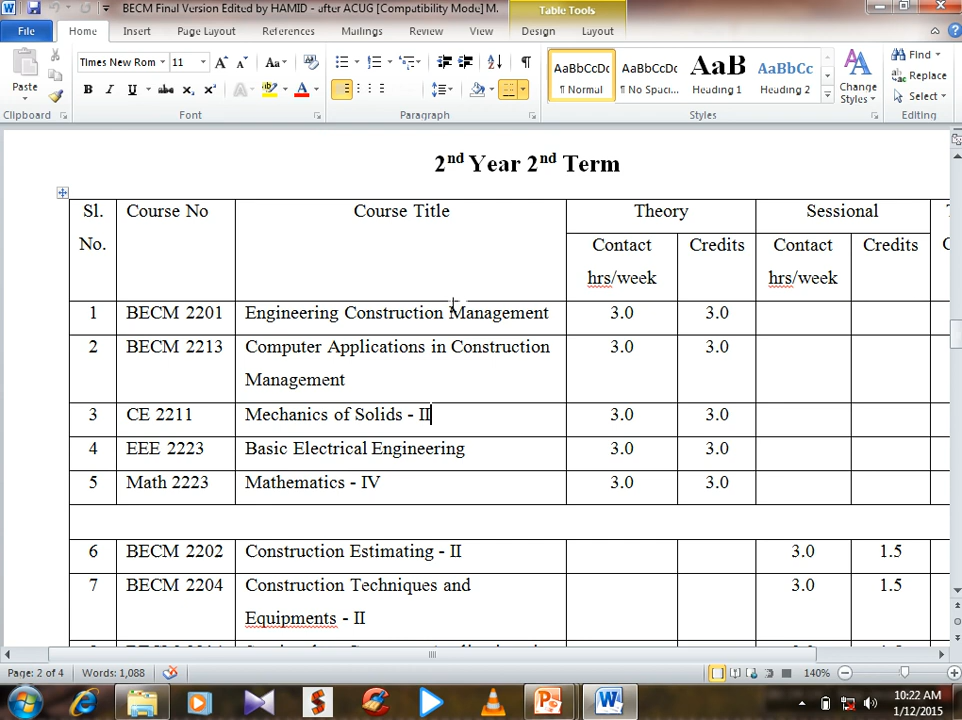 BECM Final Version Edited by HAMID - after ACUG [Compatibility Mode] M.
Table Tools
File Home Insert Page Layout References Mailings Review View Design Layout
Times New Rom 11
Paste
B I U abc x₂ x²
AaBbCcDc AaBbCcDc AaB AaBbCc
¶ Normal ¶ No Spaci... Heading 1 Heading 2
Change Styles
Find
Replace
Select
Clipboard Font Paragraph Styles Editing
2nd Year 2nd Term
Sl. No. Course No Course Title Theory Sessional
Contact hrs/week Credits Contact hrs/week Credits
1 BECM 2201 Engineering Construction Management 3.0 3.0
2 BECM 2213 Computer Applications in Construction 3.0 3.0
Management
3 CE 2211 Mechanics of Solids - II 3.0 3.0
4 EEE 2223 Basic Electrical Engineering 3.0 3.0
5 Math 2223 Mathematics - IV 3.0 3.0
6 BECM 2202 Construction Estimating - II 3.0 1.5
7 BECM 2204 Construction Techniques and 3.0 1.5
Equipments - II
Page: 2 of 4 Words: 1,088 140%
10:22 AM
1/12/2015